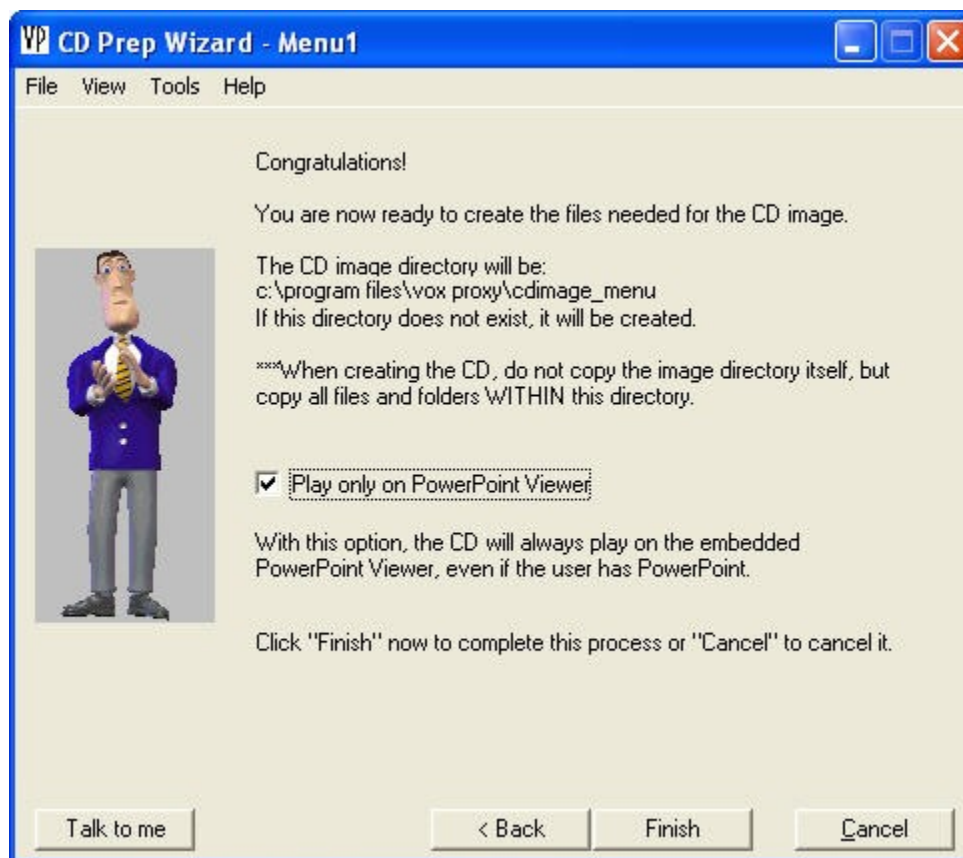 VP CD Prep Wizard - Menu1
File View Tools Help
Congratulations!
You are now ready to create the files needed for the CD image.
The CD image directory will be:
c:\program files\vox proxy\cdimage_menu
If this directory does not exist, it will be created.
***When creating the CD, do not copy the image directory itself, but
copy all files and folders WITHIN this directory.
Play only on PowerPoint Viewer
With this option, the CD will always play on the embedded
PowerPoint Viewer, even if the user has PowerPoint.
Click "Finish" now to complete this process or "Cancel" to cancel it.
Talk to me < Back Finish Cancel